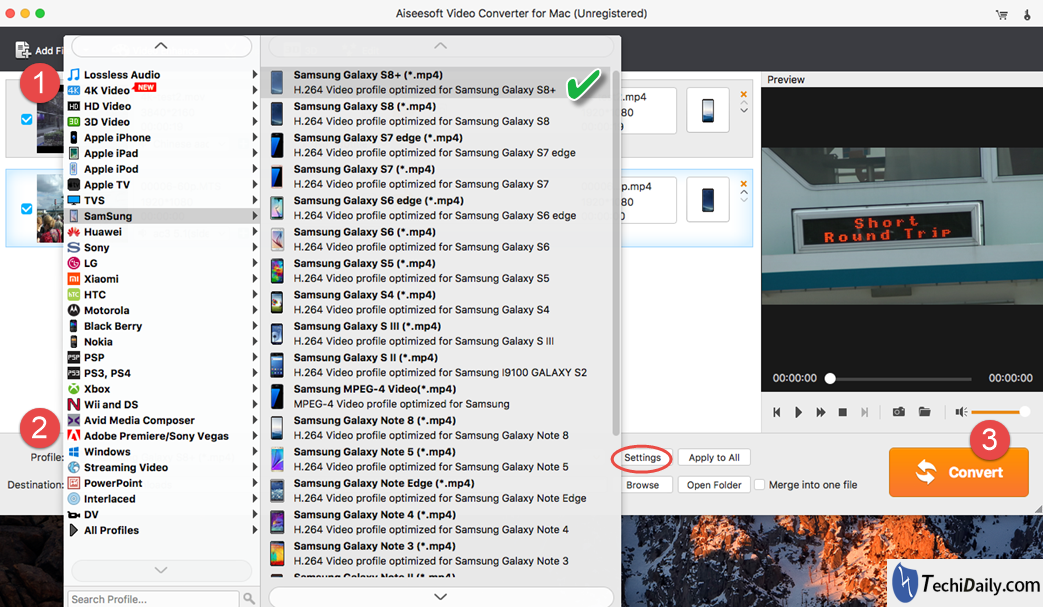 Aiseesoft Video Converter for Mac (Unregistered)
Add Fi
1
Lossless Audio
4K Video NEW
HD Video
3D Video
Apple iPhone
Apple iPad
Apple iPod
Apple TV
TVS
SamSung
Huawei
Sony
LG
Xiaomi
HTC
Motorola
Black Berry
Nokia
PSP
PS3, PS4
Xbox
Wii and DS
Avid Media Composer
Adobe Premiere/Sony Vegas
Windows
Streaming Video
PowerPoint
Interlaced
DV
All Profiles
Search Profile...
Samsung Galaxy S8+ (*.mp4)
H.264 Video profile optimized for Samsung Galaxy S8+
Samsung Galaxy S8 (*.mp4)
H.264 Video profile optimized for Samsung Galaxy S8
Samsung Galaxy S7 edge (*.mp4)
H.264 Video profile optimized for Samsung Galaxy S7 edge
Samsung Galaxy S7 (*.mp4)
H.264 Video profile optimized for Samsung Galaxy S7
Samsung Galaxy S6 edge (*.mp4)
H.264 Video profile optimized for Samsung Galaxy S6 edge
Samsung Galaxy S6 (*.mp4)
H.264 Video profile optimized for Samsung Galaxy S6
Samsung Galaxy S5 (*.mp4)
H.264 Video profile optimized for Samsung Galaxy S5
Samsung Galaxy S4 (*.mp4)
H.264 Video profile optimized for Samsung Galaxy S4
Samsung Galaxy S III (*.mp4)
H.264 Video profile optimized for Samsung Galaxy S III
Samsung Galaxy S II (*.mp4)
H.264 Video profile optimized for Samsung I9100 GALAXY S2
Samsung MPEG-4 Video(*.mp4)
MPEG-4 Video profile optimized for Samsung
Samsung Galaxy Note 8 (*.mp4)
H.264 Video profile optimized for Samsung Galaxy Note 8
Samsung Galaxy Note 5 (*.mp4)
H.264 Video profile optimized for Samsung Galaxy Note 5
Samsung Galaxy Note Edge (*.mp4)
H.264 Video profile optimized for Samsung Galaxy Note Edge
Samsung Galaxy Note 4 (*.mp4)
H.264 Video profile optimized for Samsung Galaxy Note 4
Samsung Galaxy Note 3 (*.mp4)
H.264 Video profile optimized for Samsung Galaxy Note 3
Samsung Galaxy Note II (*.mp4)
.mp4
80
9
p.mp4
80
0
Preview
Short
Round Trip
00:00:00
00:00:00
2
Profile:
Settings
Apply to All
Destination:
Browse
Open Folder
Merge into one file
3
Convert
TechiDaily.com